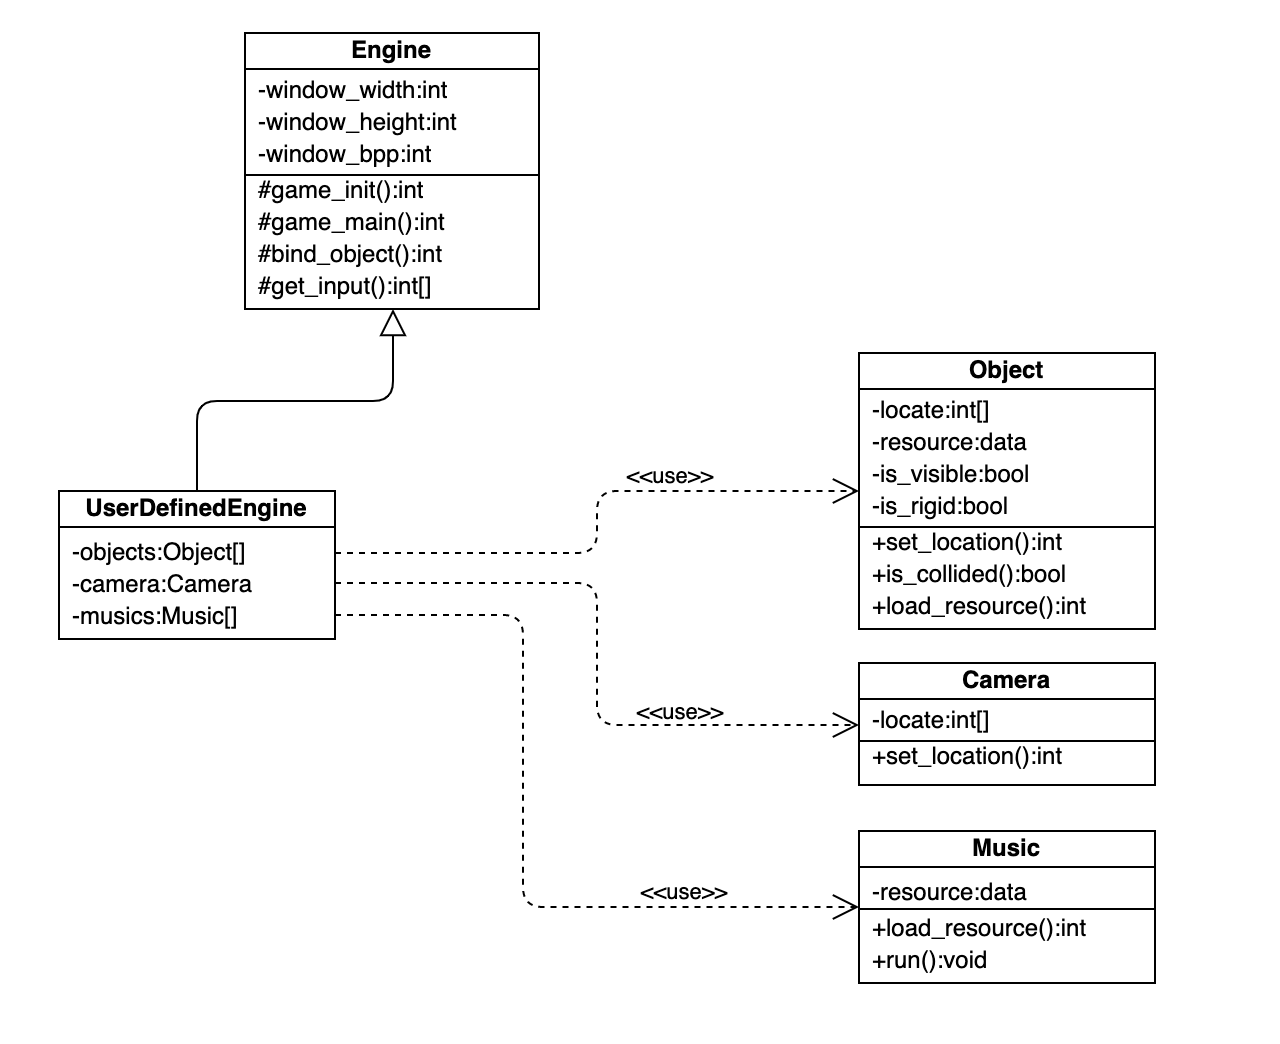 Engine
-window_width:int
-window_height:int
-window_bpp:int
#game_init():int
#game_main():int
#bind_object():int
#get_input():int[]
UserDefinedEngine
-objects:Object[]
-camera:Camera
-musics:Music[]
<<use>>
<<use>>
<<use>>
Object
-locate:int[]
-resource:data
-is_visible:bool
-is_rigid:bool
+set_location():int
+is_collided():bool
+load_resource():int
Camera
-locate:int[]
+set_location():int
Music
-resource:data
+load_resource():int
+run():void